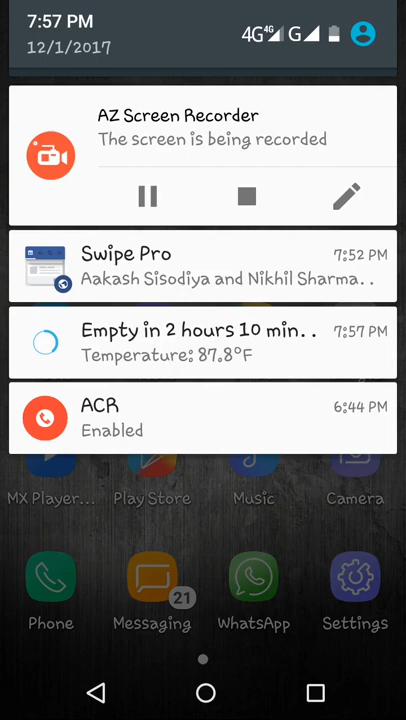 7:57 PM
12/1/2017
4G 4G G
AZ Screen Recorder
The screen is being recorded
Swipe Pro 7:52 PM
Aakash Sisodiya and Nikhil Sharma. .
Empty in 2 hours 10 min. . 7:57 PM
Temperature: 87.8°F
ACR 6:44 PM
Enabled
MX Player... Play Store Music Camera
21
Phone Messaging WhatsApp Settings